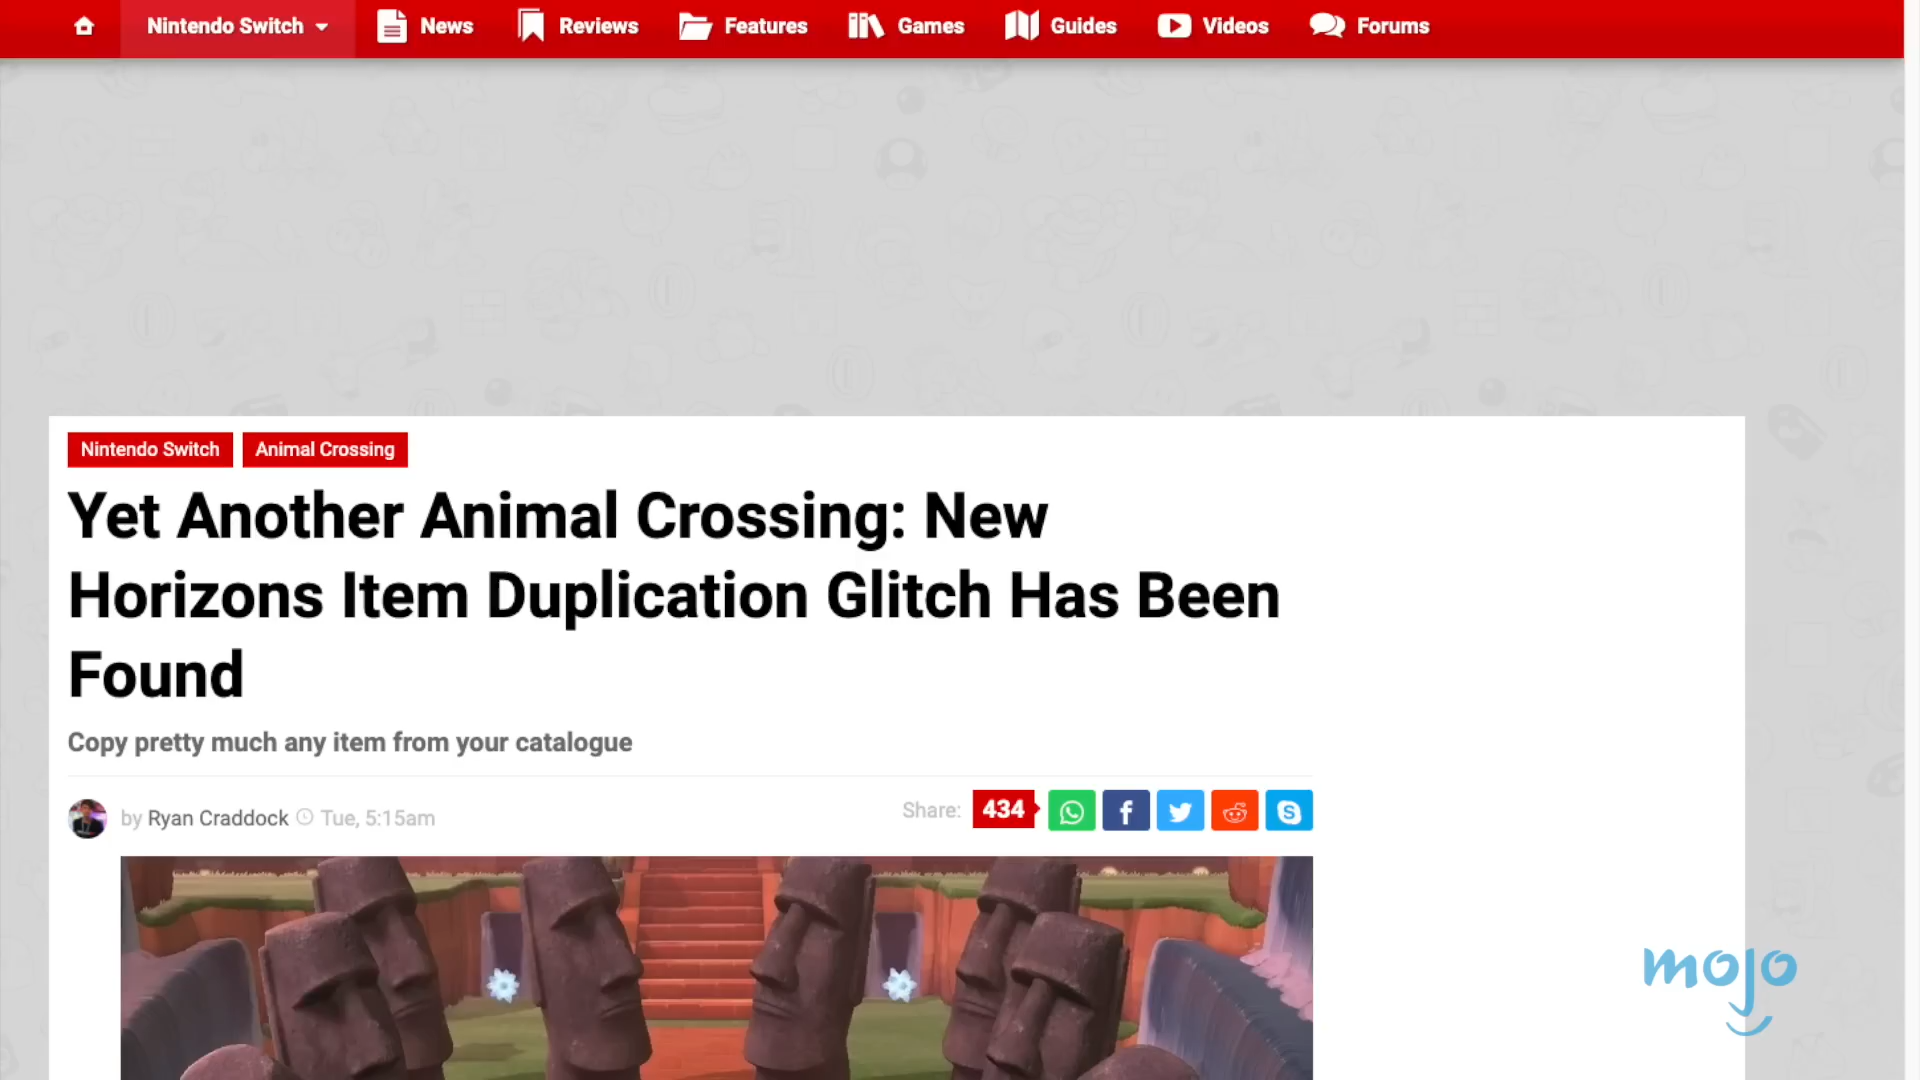 Nintendo Switch News Reviews Features Games Guides Videos Forums
Nintendo Switch Animal Crossing
Yet Another Animal Crossing: New
Horizons Item Duplication Glitch Has Been
Found
Copy pretty much any item from your catalogue
by Ryan Craddock Tue, 5:15am Share: 434
mojo